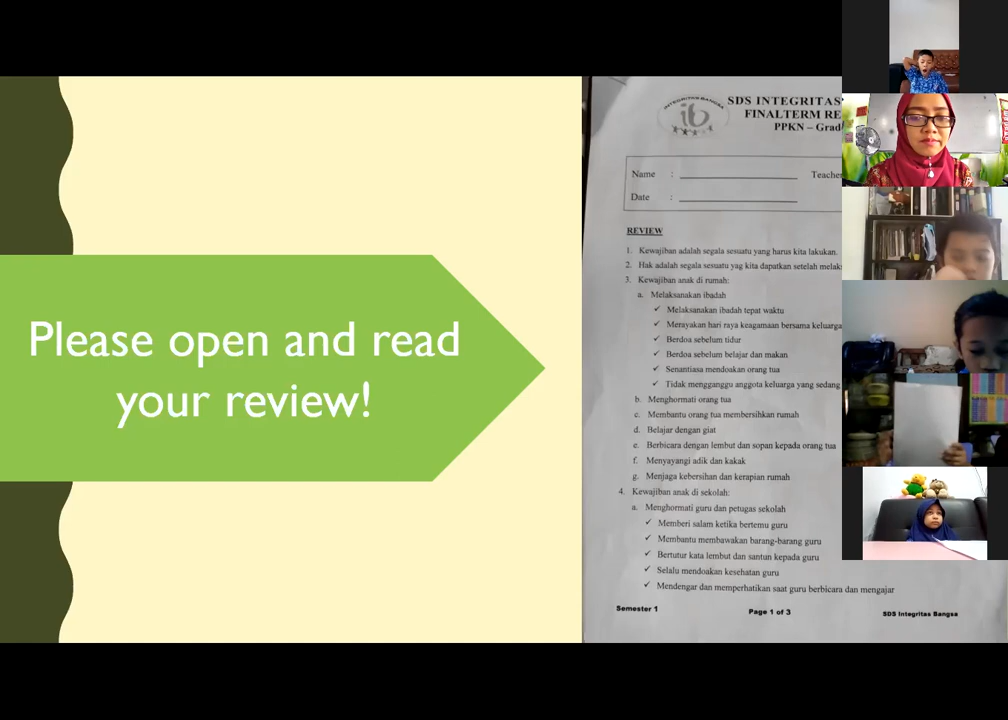 Please open and read
your review!
INTEGRITAS BANGSA
ib
SDS INTEGRITAS
FINALTERM RE
PPKN – Grad
Name : Teacher
Date :
REVIEW
1. Kewajiban adalah segala sesuatu yang harus kita lakukan.
2. Hak adalah segala sesuatu yag kita dapatkan setelah melak
3. Kewajiban anak di rumah:
a. Melaksanakan ibadah
✓ Melaksanakan ibadah tepat waktu
✓ Merayakan hari raya keagamaan bersama keluarga
✓ Berdoa sebelum tidur
✓ Berdoa sebelum belajar dan makan
✓ Senantiasa mendoakan orang tua
✓ Tidak mengganggu anggota keluarga yang sedang
b. Menghormati orang tua
c. Membantu orang tua membersihkan rumah
d. Belajar dengan giat
e. Berbicara dengan lembut dan sopan kepada orang tua
f. Menyayangi adik dan kakak
g. Menjaga kebersihan dan kerapian rumah
4. Kewajiban anak di sekolah:
a. Menghormati guru dan petugas sekolah
✓ Memberi salam ketika bertemu guru
✓ Membantu membawakan barang-barang guru
✓ Bertutur kata lembut dan santun kepada guru
✓ Selalu mendoakan kesehatan guru
✓ Mendengar dan memperhatikan saat guru berbicara dan mengajar
Semester 1 Page 1 of 3 SDS Integritas Bangsa